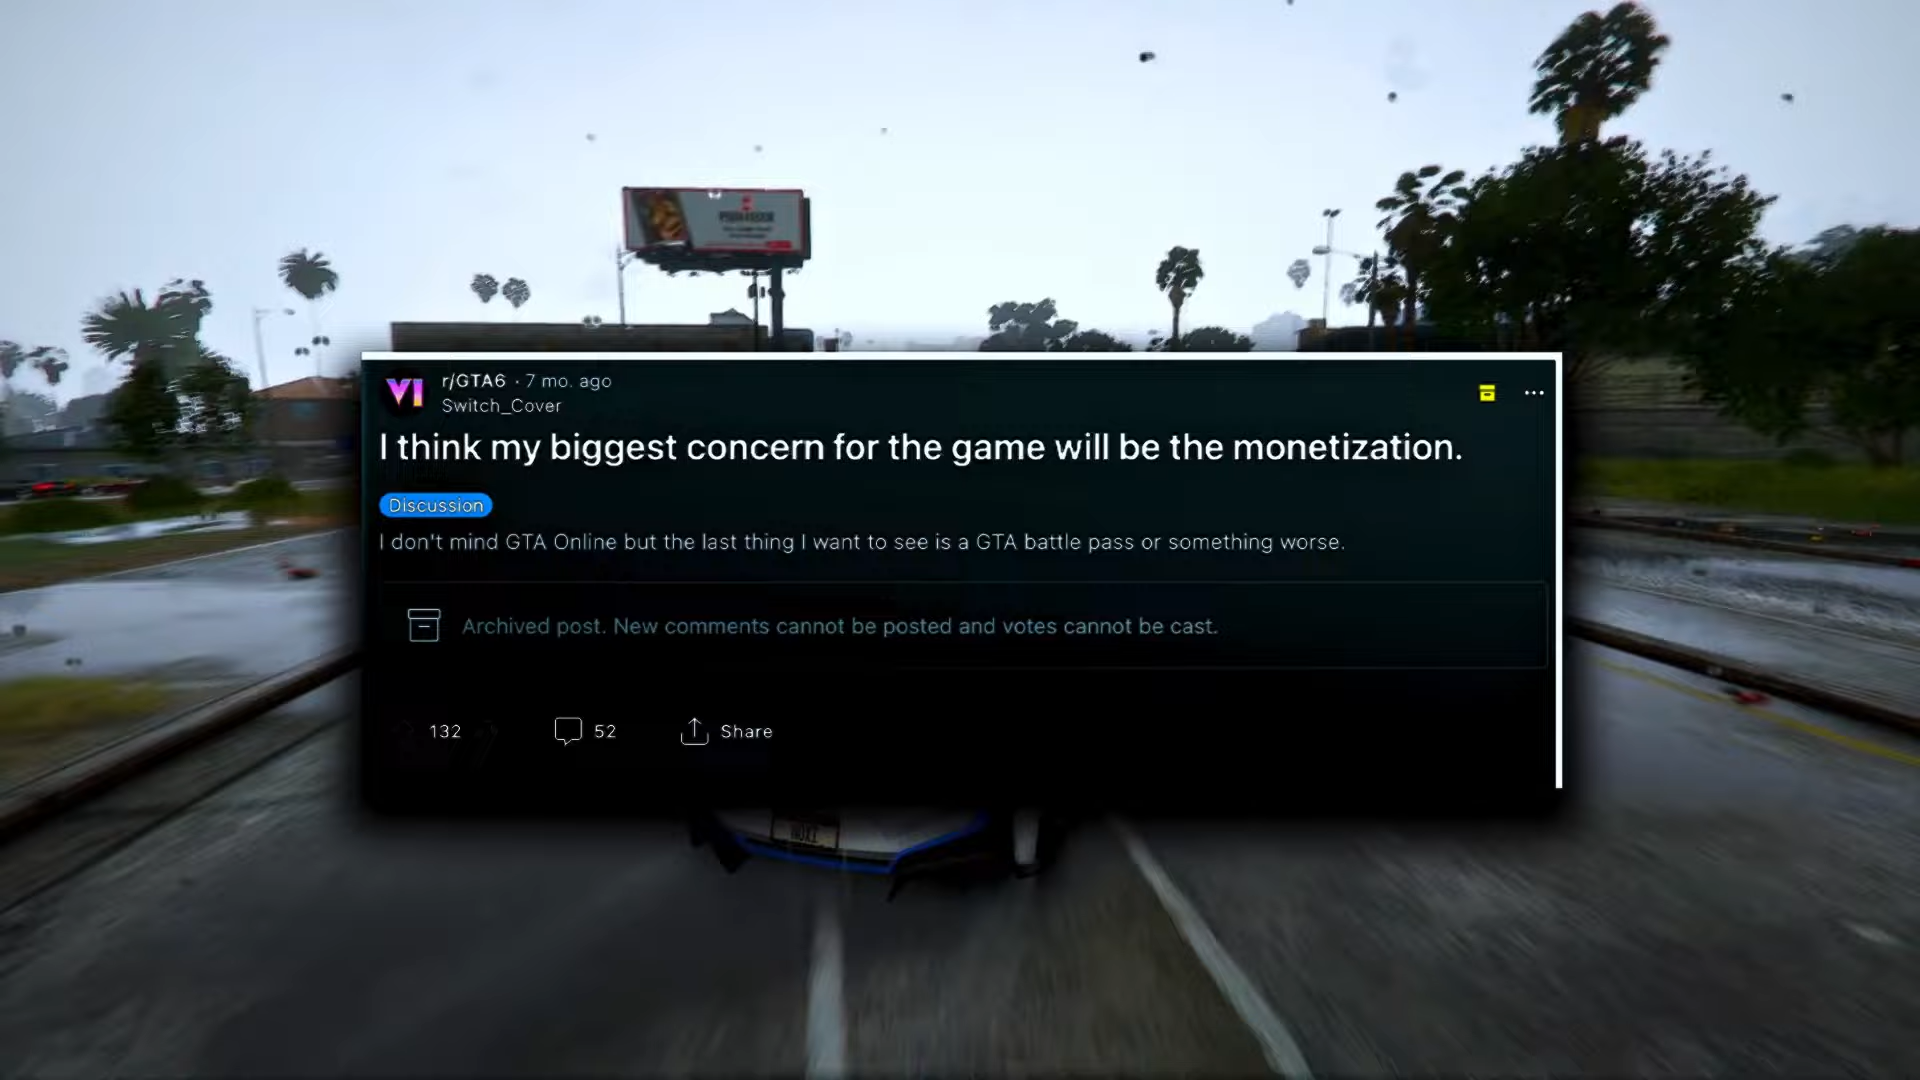 VI
r/GTA6 · 7 mo. ago
Switch_Cover
I think my biggest concern for the game will be the monetization.
Discussion
I don't mind GTA Online but the last thing I want to see is a GTA battle pass or something worse.
Archived post. New comments cannot be posted and votes cannot be cast.
132
52
Share